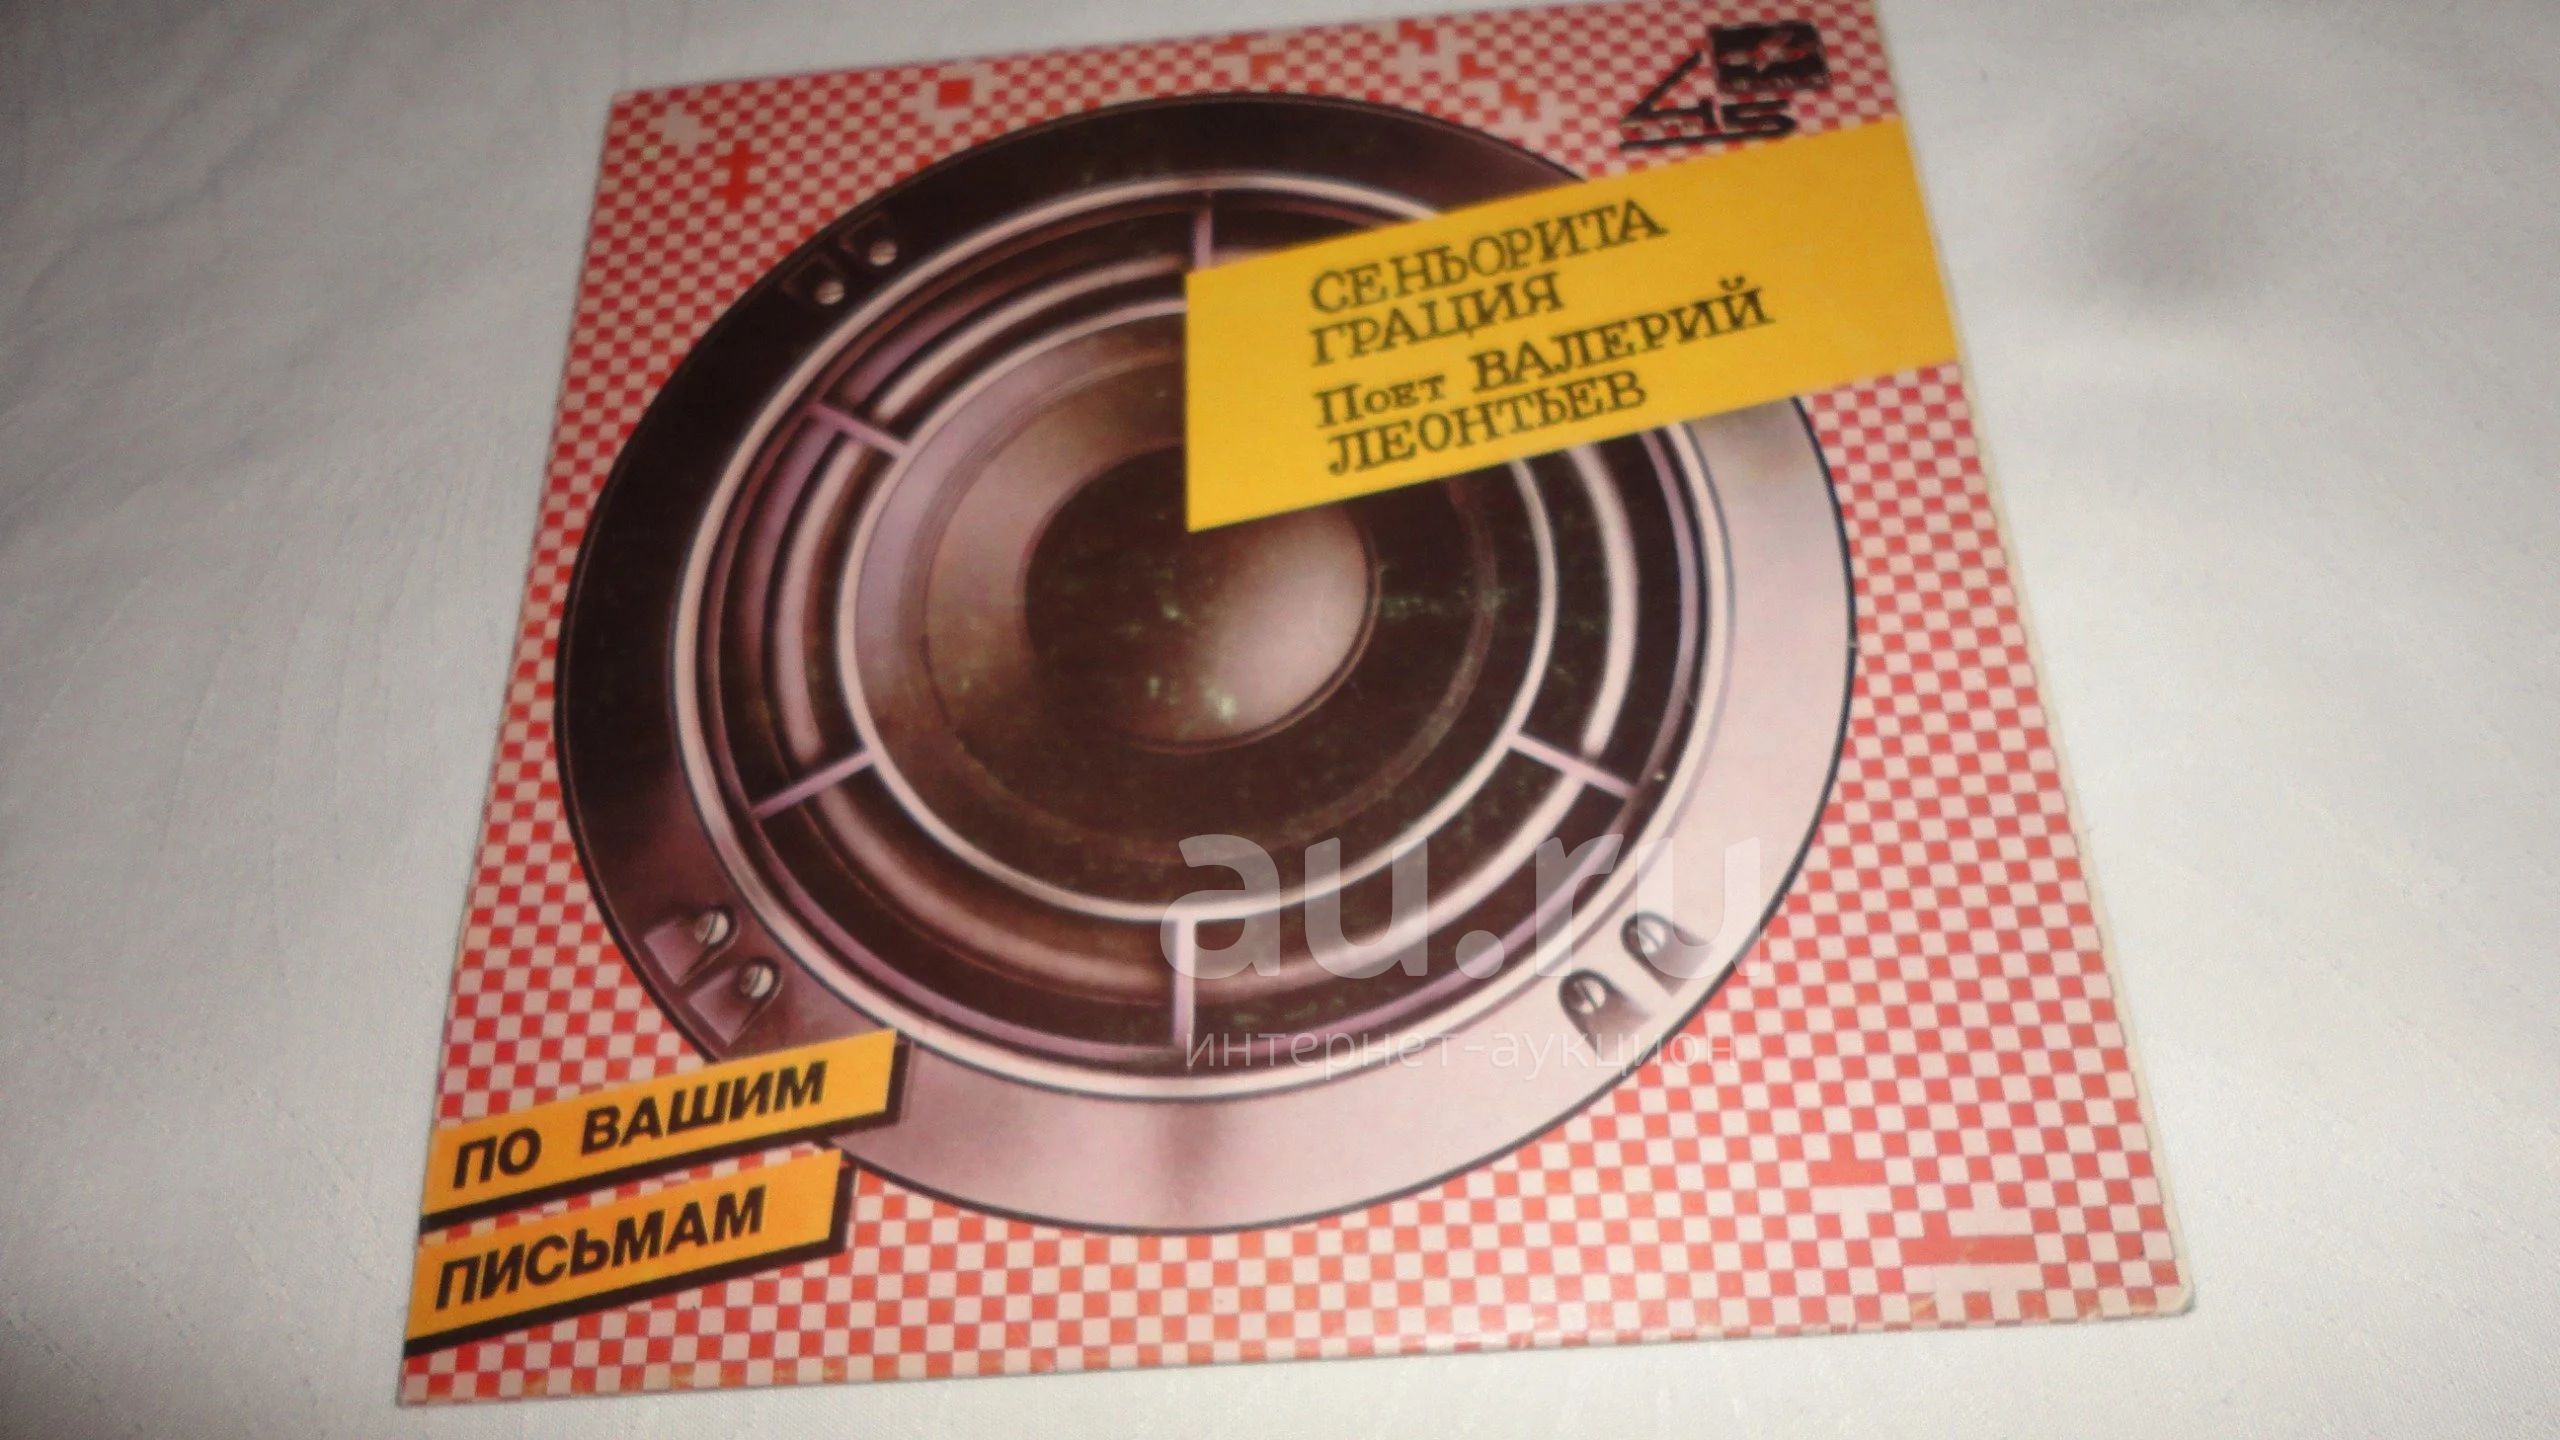 45
СЕНЬОРИТА
ГРАЦИЯ
Поет ВАЛЕРИЙ
ЛЕОНТЬЕВ
au.ru
интернет-аукцион
ПО ВАШИМ
ПИСЬМАМ